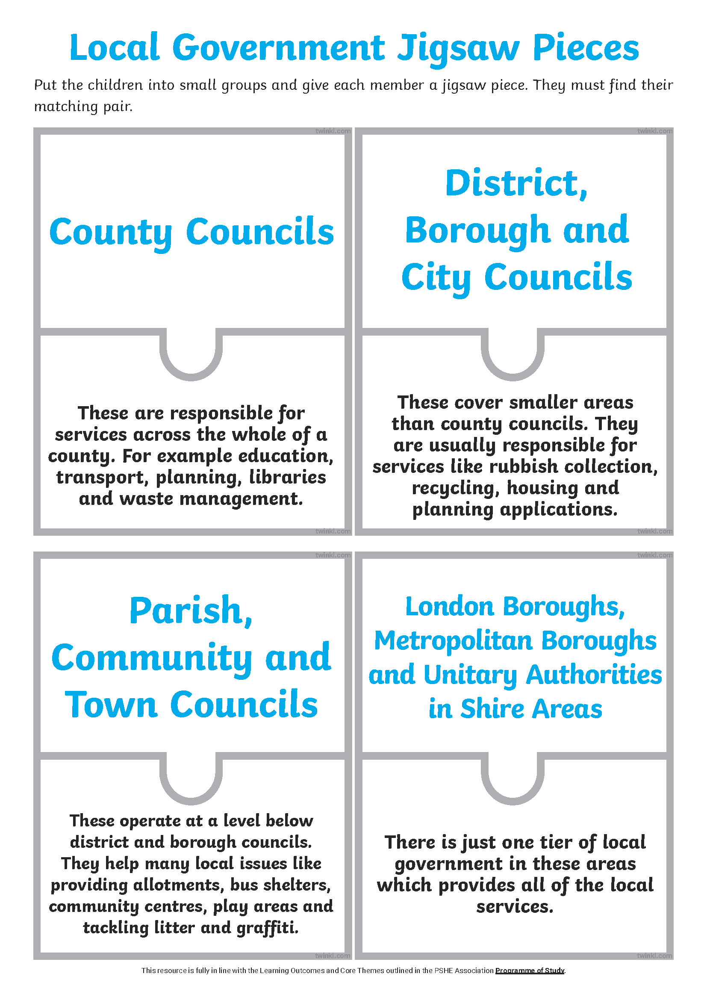 Local Government Jigsaw Pieces
Put the children into small groups and give each member a jigsaw piece. They must find their
matching pair.
twinkl.com
County Councils
These are responsible for
services across the whole of a
county. For example education,
transport, planning, libraries
and waste management.
twinkl.com
twinkl.com
District,
Borough and
City Councils
These cover smaller areas
than county councils. They
are usually responsible for
services like rubbish collection,
recycling, housing and
planning applications.
twinkl.com
twinkl.com
Parish,
Community and
Town Councils
These operate at a level below
district and borough councils.
They help many local issues like
providing allotments, bus shelters,
community centres, play areas and
tackling litter and graffiti.
twinkl.com
twinkl.com
London Boroughs,
Metropolitan Boroughs
and Unitary Authorities
in Shire Areas
There is just one tier of local
government in these areas
which provides all of the local
services.
twinkl.com
This resource is fully in line with the Learning Outcomes and Core Themes outlined in the PSHE Association Programme of Study.